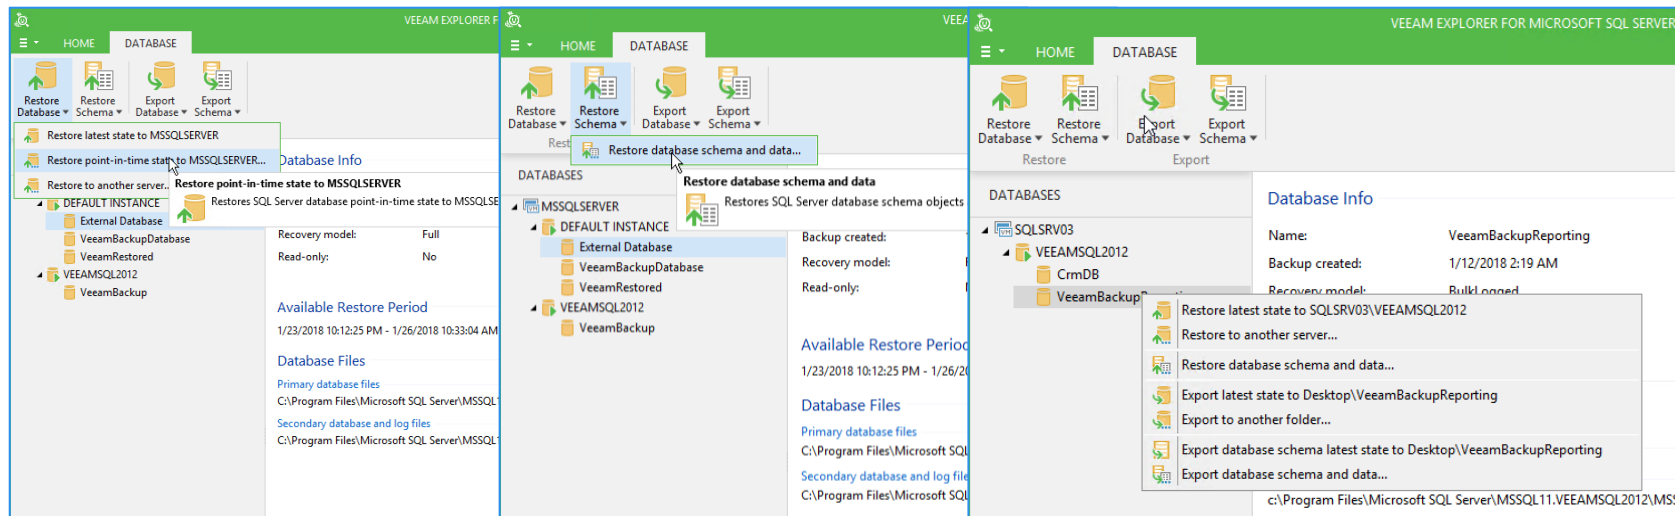 VEEAM EXPLORER F
HOME
DATABASE
Restore Database
Restore Schema
Export Database
Export Schema
Restore latest state to MSSQLSERVER
Restore point-in-time state to MSSQLSERVER...
Restore to another server...
Restore point-in-time state to MSSQLSERVER
Restores SQL Server database point-in-time state to MSSQLSE
DEFAULT INSTANCE
External Database
VeeamBackupDatabase
VeeamRestored
VEEAMSQL2012
VeeamBackup
Database Info
Recovery model: Full
Read-only: No
Available Restore Period
1/23/2018 10:12:25 PM - 1/26/2018 10:33:04 AM
Database Files
Primary database files
C:\Program Files\Microsoft SQL Server\MSSQL1
Secondary database and log files
C:\Program Files\Microsoft SQL Server\MSSQL1
VEEA
HOME
DATABASE
Restore Database
Restore Schema
Export Database
Export Schema
Rest
Restore database schema and data...
Restore database schema and data
Restores SQL Server database schema objects
DATABASES
MSSQLSERVER
DEFAULT INSTANCE
External Database
VeeamBackupDatabase
VeeamRestored
VEEAMSQL2012
VeeamBackup
Backup created:
Recovery model:
Read-only:
Available Restore Period
1/23/2018 10:12:25 PM - 1/26/20
Database Files
Primary database files
C:\Program Files\Microsoft SQL
Secondary database and log file
C:\Program Files\Microsoft SQL
VEEAM EXPLORER FOR MICROSOFT SQL SERVER
HOME
DATABASE
Restore Database
Restore Schema
Export Database
Export Schema
Restore
Export
DATABASES
SQLSRV03
VEEAMSQL2012
CrmDB
VeeamBackupReporting
Database Info
Name: VeeamBackupReporting
Backup created: 1/12/2018 2:19 AM
Recovery model: BulkLogged
Restore latest state to SQLSRV03\VEEAMSQL2012
Restore to another server...
Restore database schema and data...
Export latest state to Desktop\VeeamBackupReporting
Export to another folder...
Export database schema latest state to Desktop\VeeamBackupReporting
Export database schema and data...
c:\Program Files\Microsoft SQL Server\MSSQL11.VEEAMSQL2012\MSS